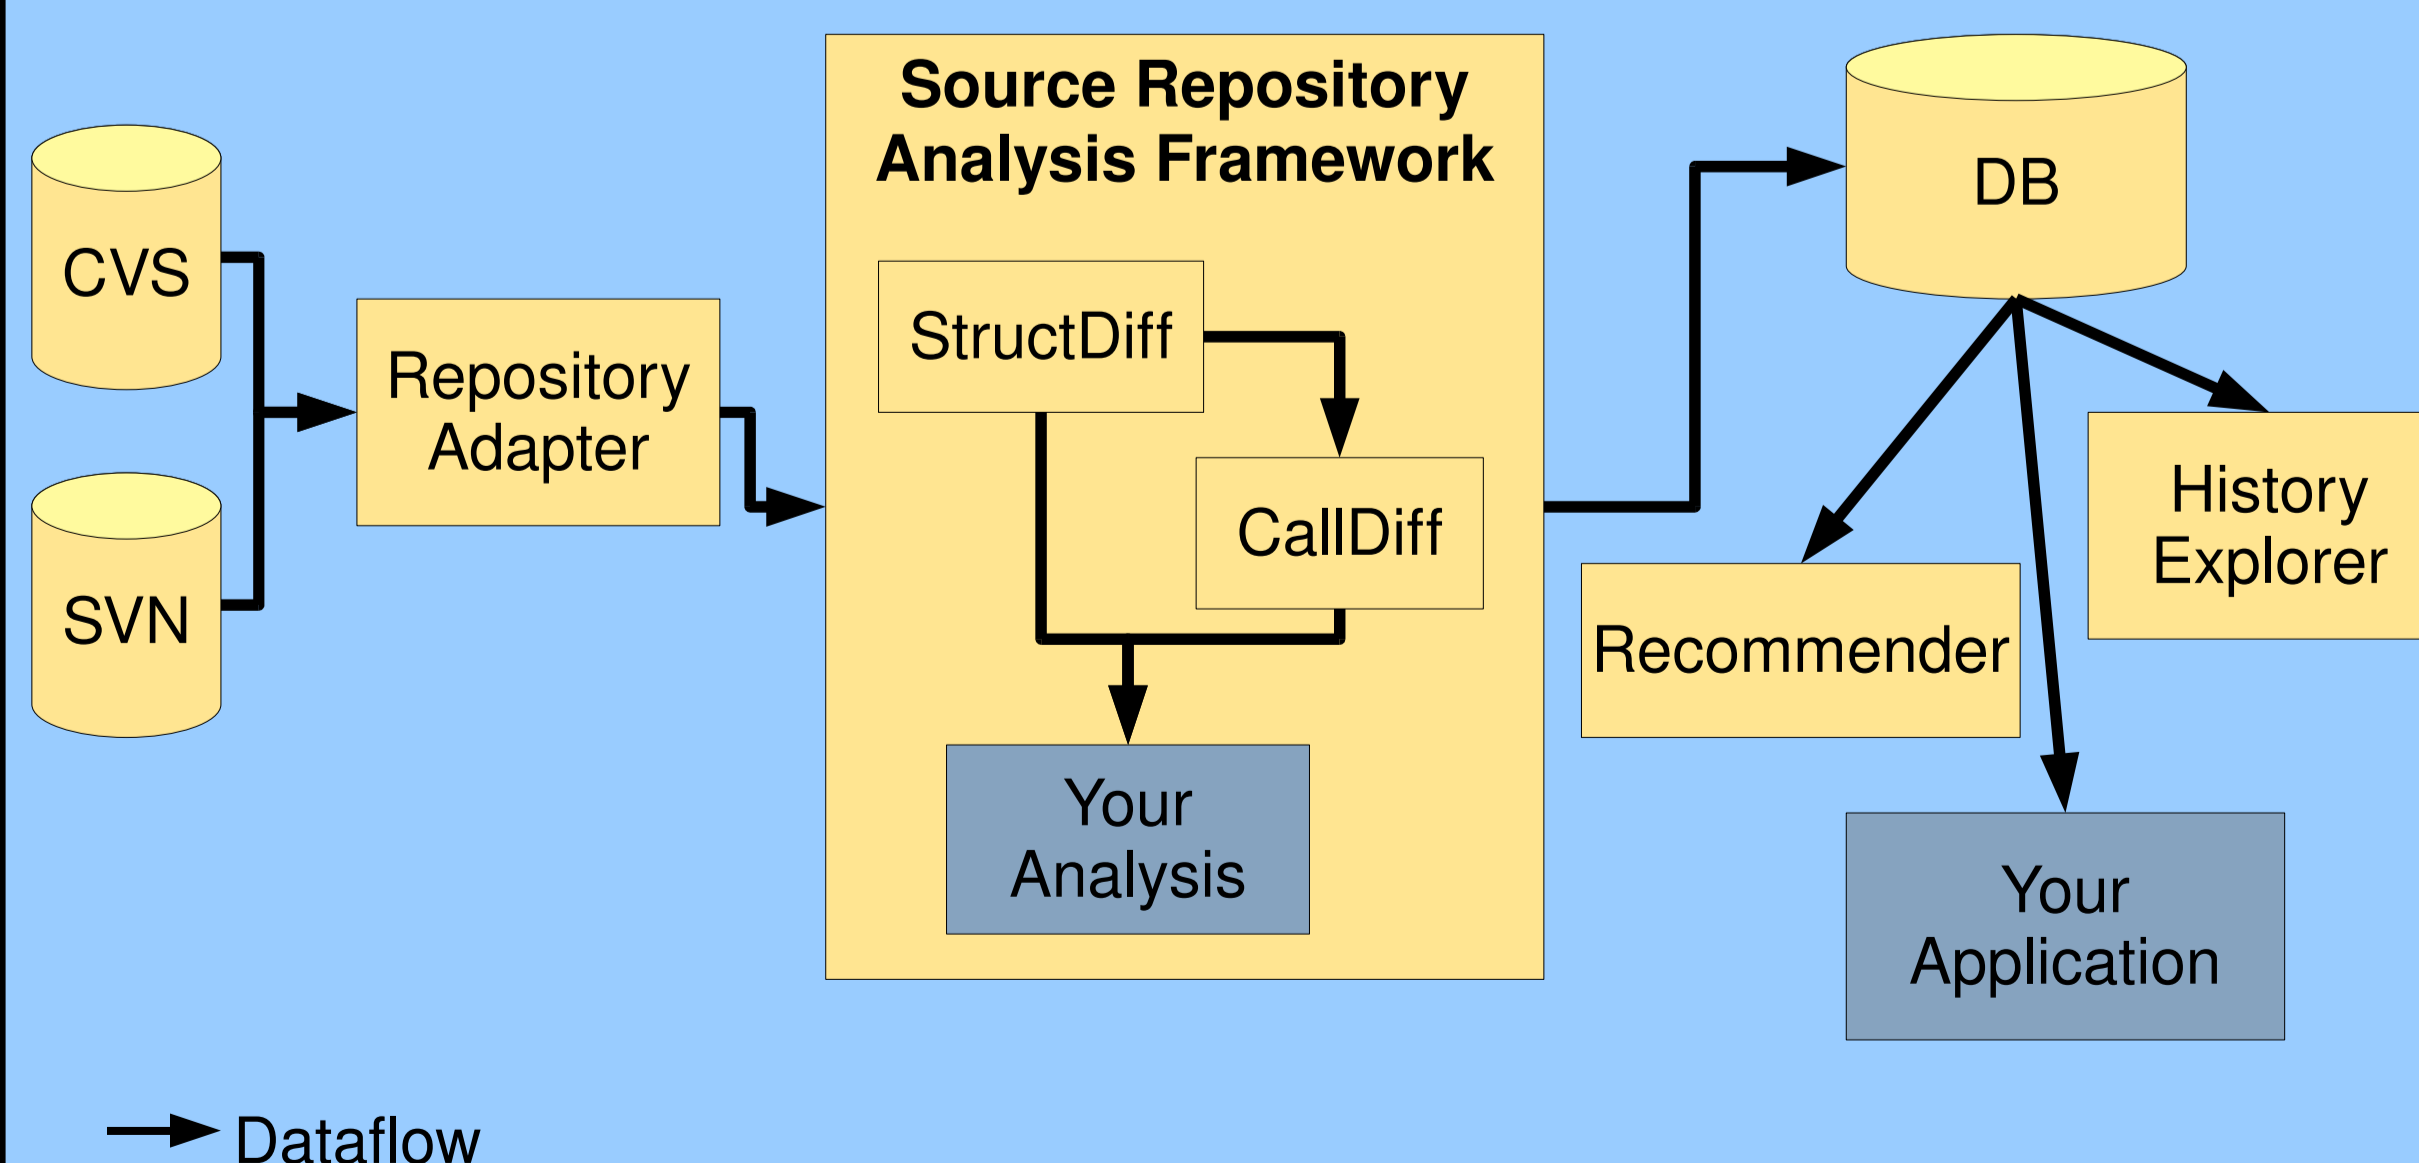 Source Repository
Analysis Framework
CVS
SVN
Repository
Adapter
StructDiff
CallDiff
Your
Analysis
DB
History
Explorer
Recommender
Your
Application
Dataflow